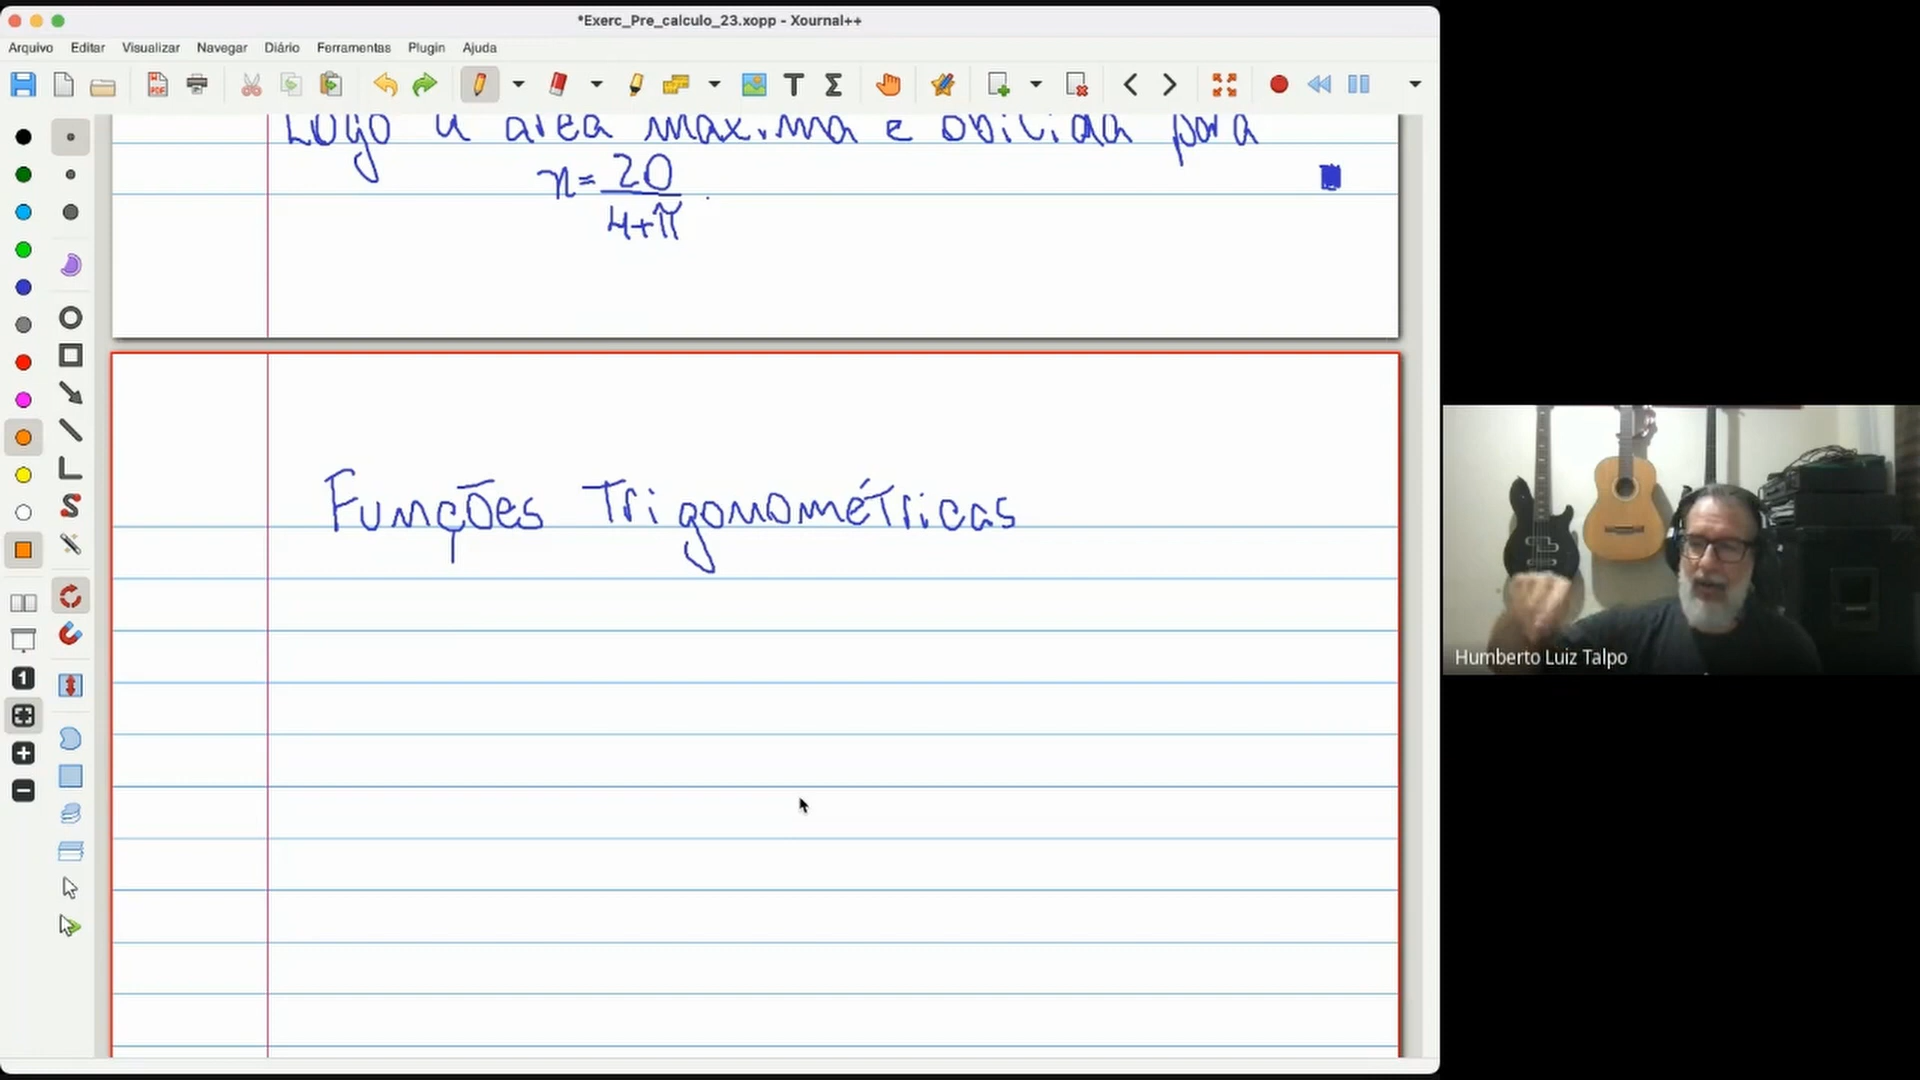 *Exerc_Pre_calculo_23.xopp - Xournal++
Arquivo Editar Visualizar Navegar Diário Ferramentas Plugin Ajuda
Logo a área máxima é obtida para
x = 20 / 4+π .
Funções Trigonométricas
Humberto Luiz Talpo